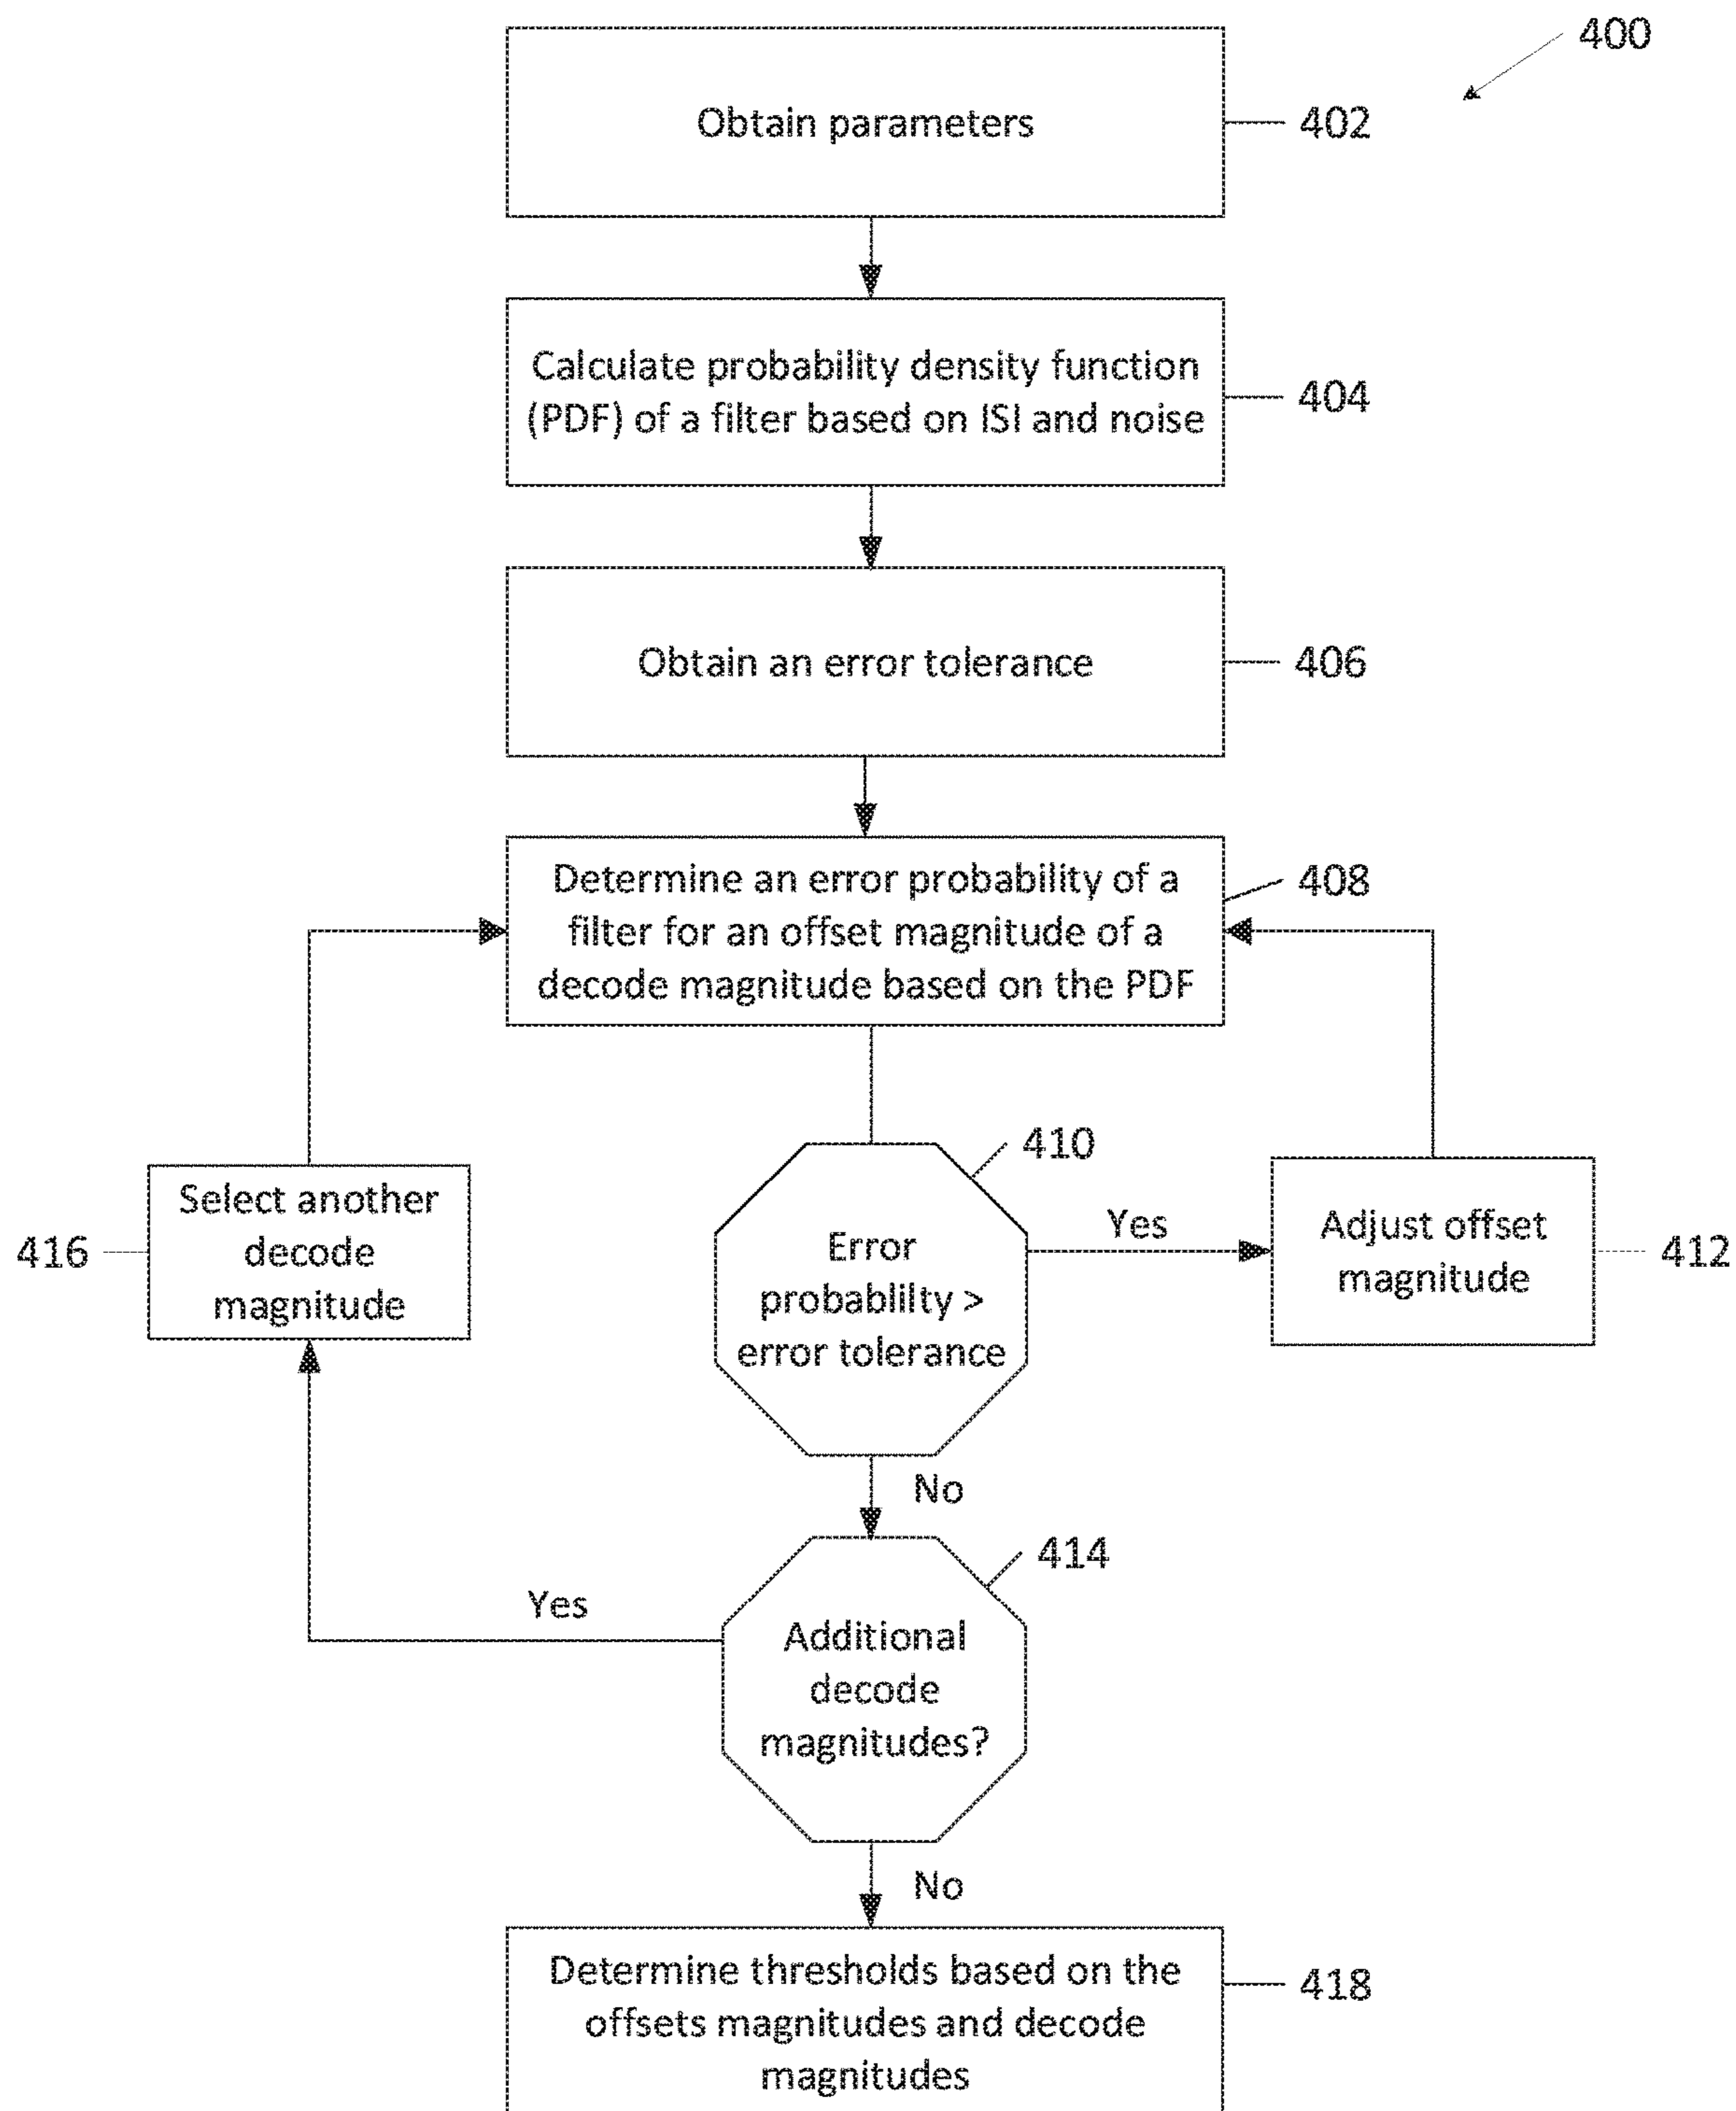 400
Obtain parameters
402
Calculate probability density function
(PDF) of a filter based on ISI and noise
404
Obtain an error tolerance
406
Determine an error probability of a
filter for an offset magnitude of a
decode magnitude based on the PDF
408
410
Select another
decode
magnitude
416
Error
probablilty >
error tolerance
Yes
Adjust offset
magnitude
412
No
414
Yes
Additional
decode
magnitudes?
No
Determine thresholds based on the
offsets magnitudes and decode
magnitudes
418